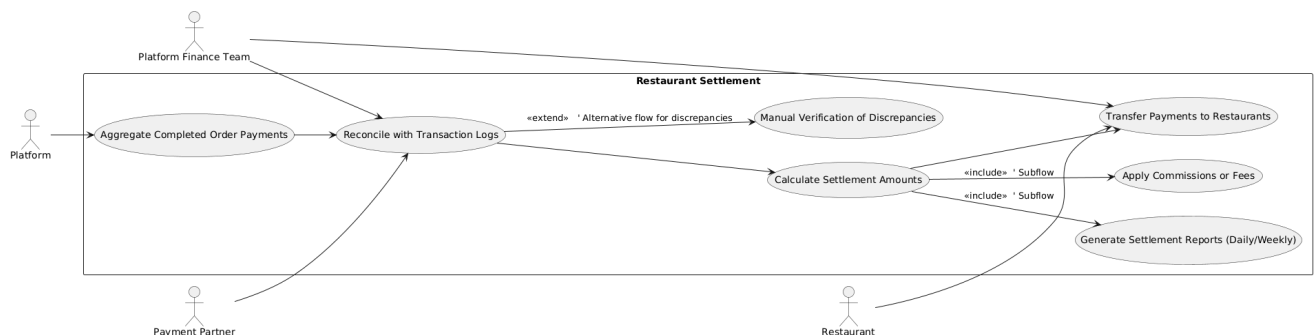 Platform Finance Team
Restaurant Settlement
Platform
Aggregate Completed Order Payments
Reconcile with Transaction Logs
«extend»   ' Alternative flow for discrepancies
Manual Verification of Discrepancies
Transfer Payments to Restaurants
Calculate Settlement Amounts
«include»  ' Subflow
Apply Commissions or Fees
«include»  ' Subflow
Generate Settlement Reports (Daily/Weekly)
Payment Partner
Restaurant